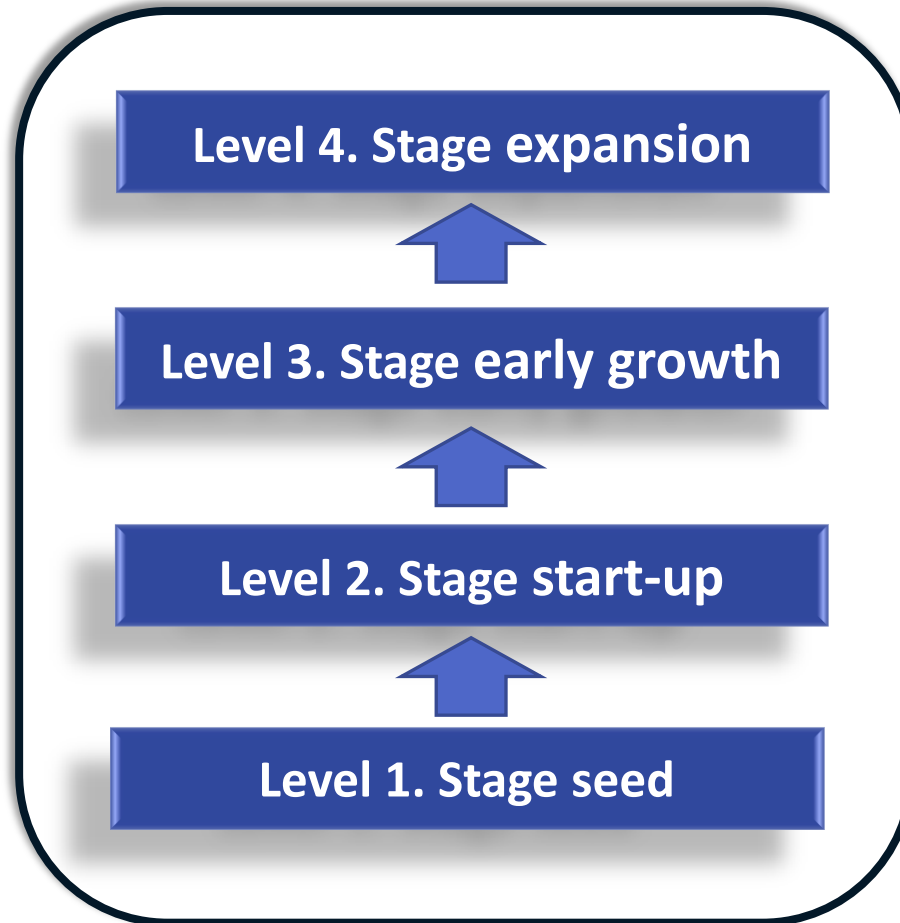 Level 4. Stage expansion
Level 3. Stage early growth
Level 2. Stage start-up
Level 1. Stage seed